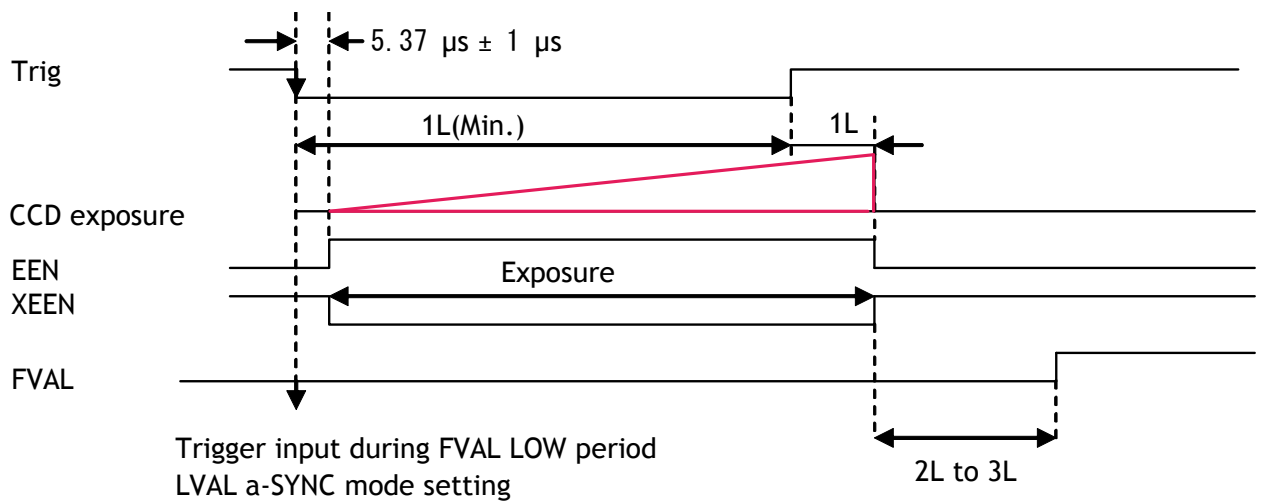 5.37 µs ± 1 µs
Trig
1L(Min.)
1L
CCD exposure
EEN
Exposure
XEEN
FVAL
Trigger input during FVAL LOW period
LVAL a-SYNC mode setting
2L to 3L